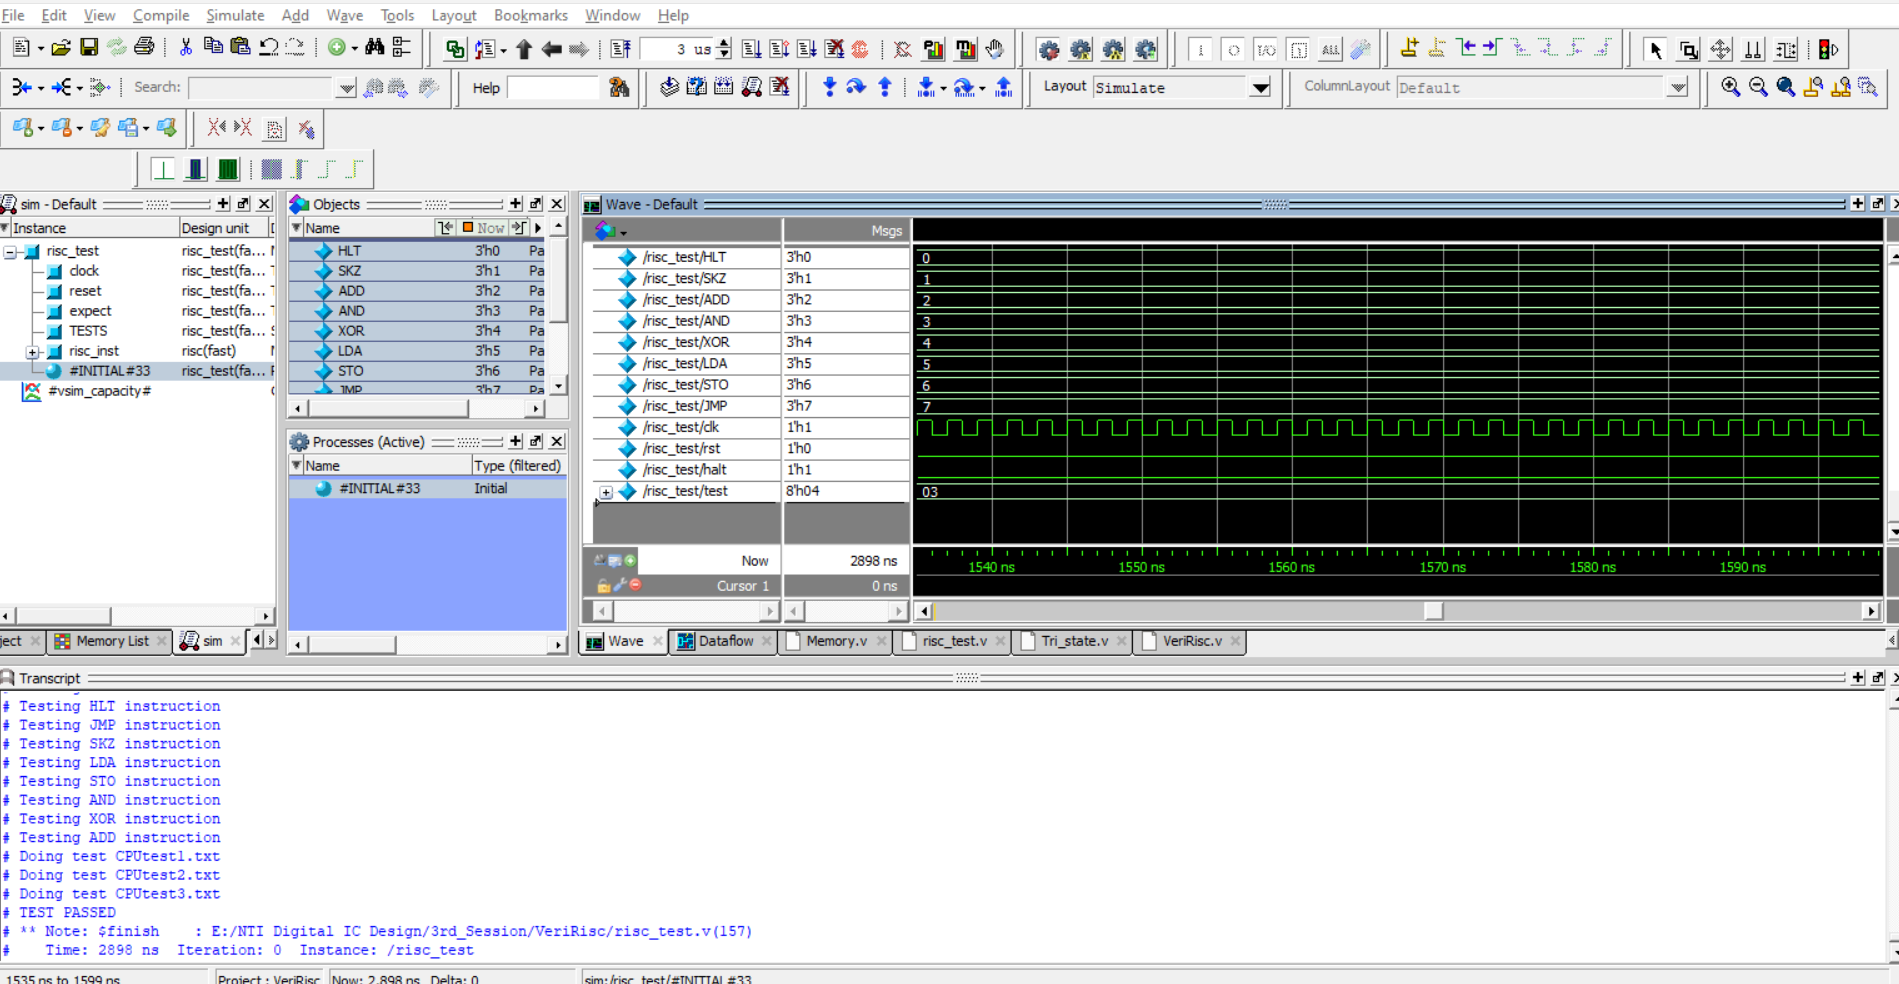 File Edit View Compile Simulate Add Wave Tools Layout Bookmarks Window Help
3 us
Search:
Help
Layout Simulate
ColumnLayout Default
sim - Default
Instance Design unit
risc_test risc_test(fa...
clock risc_test(fa...
reset risc_test(fa...
expect risc_test(fa...
TESTS risc_test(fa...
risc_inst risc(fast)
#INITIAL#33 risc_test(fa...
#vsim_capacity#
Memory List sim
Objects
Name Now
HLT 3'h0 Pa
SKZ 3'h1 Pa
ADD 3'h2 Pa
AND 3'h3 Pa
XOR 3'h4 Pa
LDA 3'h5 Pa
STO 3'h6 Pa
JMP 3'h7 Pa
Processes (Active)
Name Type (filtered)
#INITIAL#33 Initial
Wave - Default
Msgs
/risc_test/HLT 3'h0 0
/risc_test/SKZ 3'h1 1
/risc_test/ADD 3'h2 2
/risc_test/AND 3'h3 3
/risc_test/XOR 3'h4 4
/risc_test/LDA 3'h5 5
/risc_test/STO 3'h6 6
/risc_test/JMP 3'h7 7
/risc_test/clk 1'h1
/risc_test/rst 1'h0
/risc_test/halt 1'h1
/risc_test/test 8'h04 03
Now 2898 ns
1540 ns 1550 ns 1560 ns 1570 ns 1580 ns 1590 ns
Cursor 1 0 ns
Wave Dataflow Memory.v risc_test.v Tri_state.v VeriRisc.v
Transcript
# Testing HLT instruction
# Testing JMP instruction
# Testing SKZ instruction
# Testing LDA instruction
# Testing STO instruction
# Testing AND instruction
# Testing XOR instruction
# Testing ADD instruction
# Doing test CPUtest1.txt
# Doing test CPUtest2.txt
# Doing test CPUtest3.txt
# TEST PASSED
# ** Note: $finish    : E:/NTI Digital IC Design/3rd_Session/VeriRisc/risc_test.v(157)
#    Time: 2898 ns  Iteration: 0  Instance: /risc_test
1535 ns to 1599 ns Project : VeriRisc Now: 2,898 ns Delta: 0 sim:/risc_test/#INITIAL#33